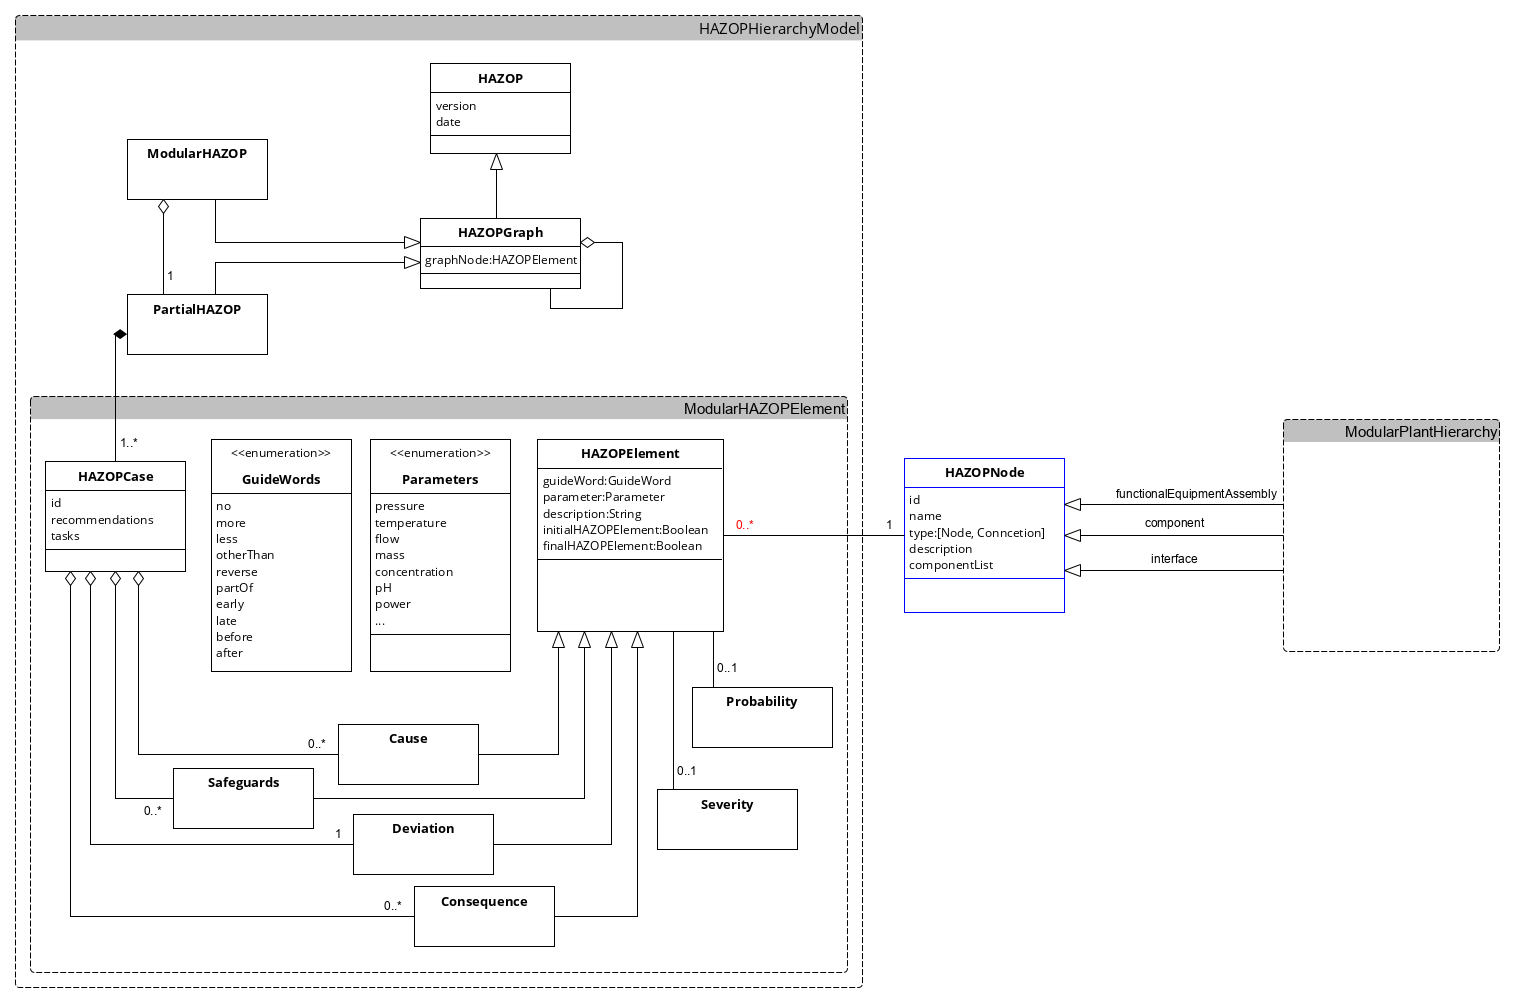 HAZOPHierarchyModel
HAZOP
version
date
ModularHAZOP
HAZOPGraph
graphNode:HAZOPElement
1
PartialHAZOP
ModularHAZOPElement
1..*
HAZOPCase
id
recommendations
tasks
<<enumeration>>
GuideWords
no
more
less
otherThan
reverse
partOf
early
late
before
after
<<enumeration>>
Parameters
pressure
temperature
flow
mass
concentration
pH
power
...
HAZOPElement
guideWord:GuideWord
parameter:Parameter
description:String
initialHAZOPElement:Boolean
finalHAZOPElement:Boolean
0..*
1
HAZOPNode
id
name
type:[Node, Conncetion]
description
componentList
ModularPlantHierarchy
functionalEquipmentAssembly
component
interface
0..1
Probability
0..*
Cause
0..1
Severity
Safeguards
0..*
1
Deviation
0..*
Consequence